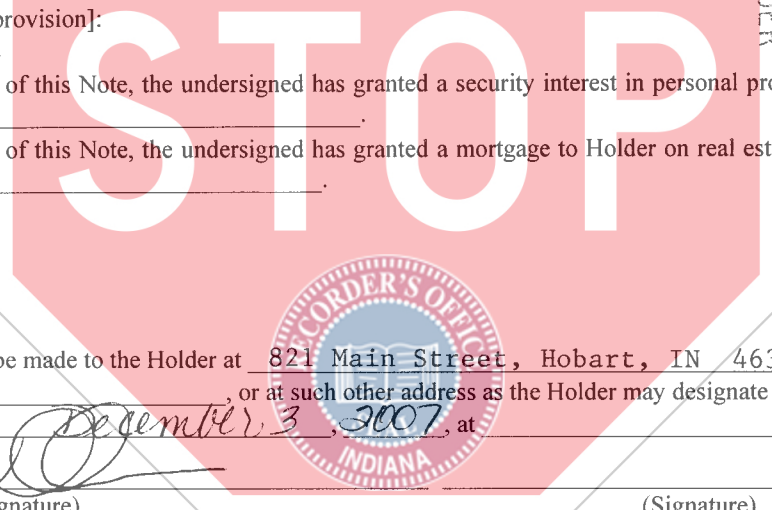 provision]:
of this Note, the undersigned has granted a security interest in personal pro
of this Note, the undersigned has granted a mortgage to Holder on real est
STOP
RECORDER'S OFFICE
INDIANA
be made to the Holder at 821 Main Street, Hobart, IN 463
, or at such other address as the Holder may designate
December 3, 2007, at
gnature)
(Signature)